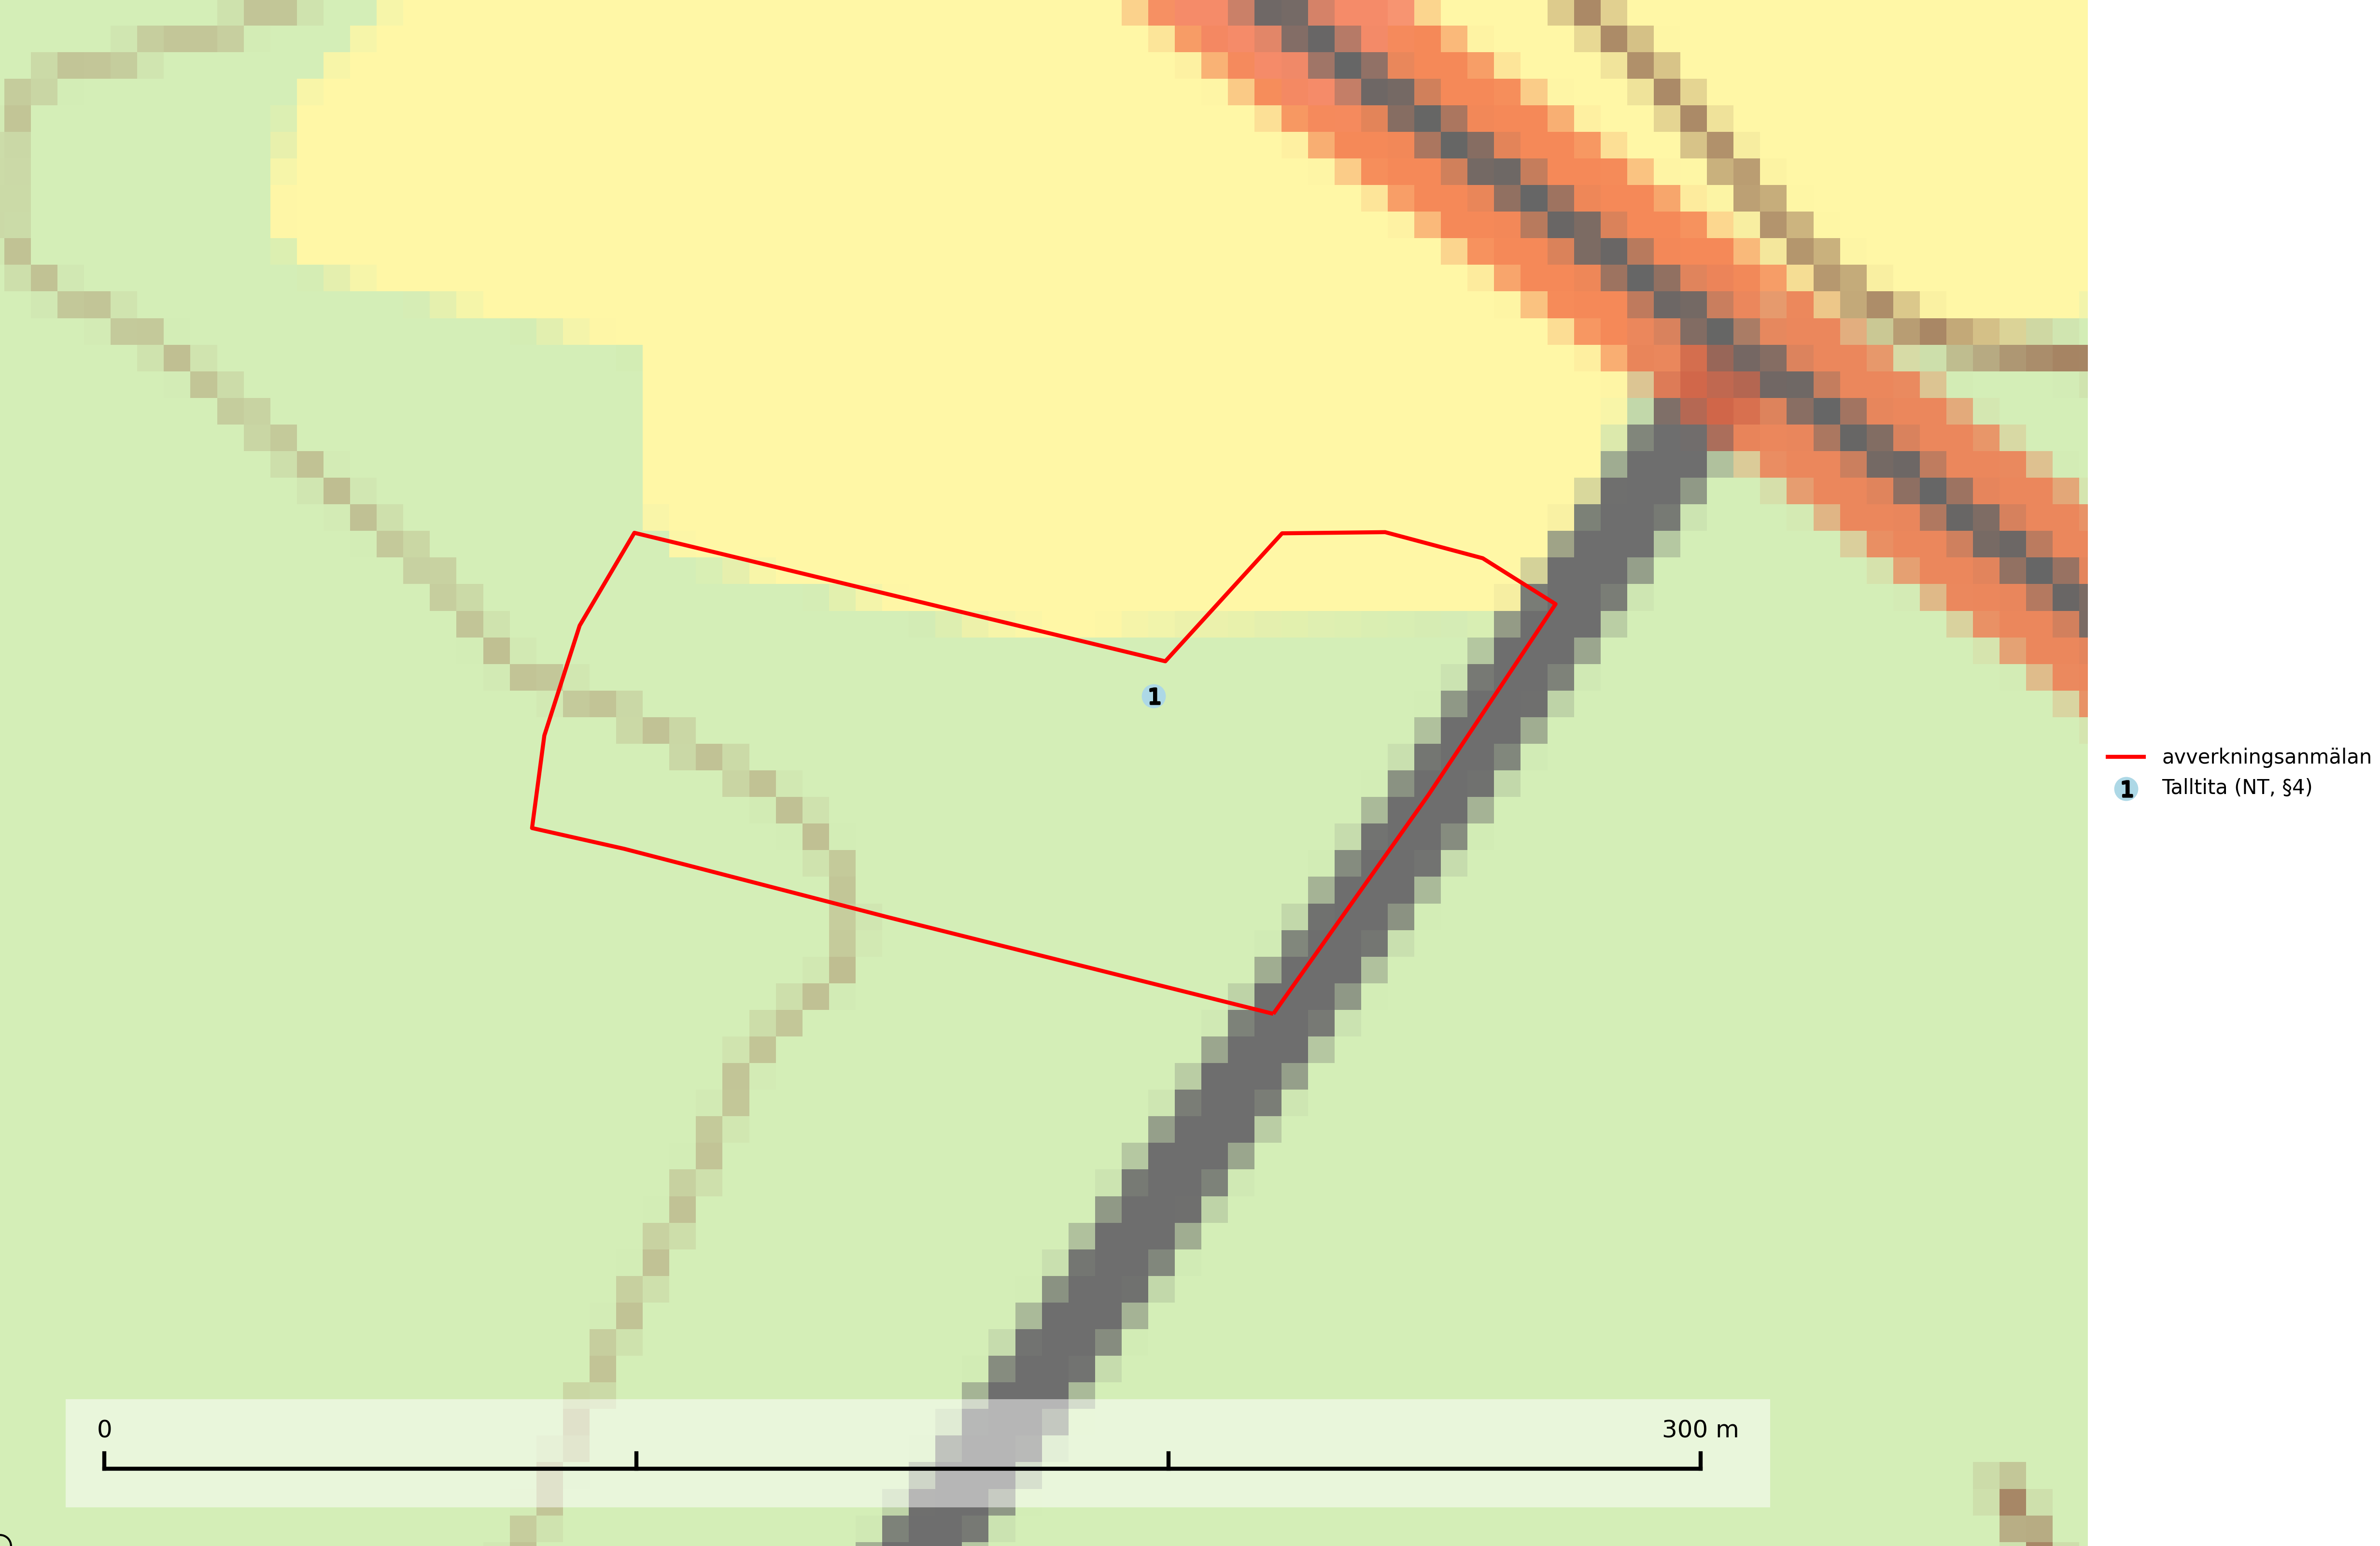 1
avverkningsanmälan
1 Talltita (NT, §4)
0 300 m